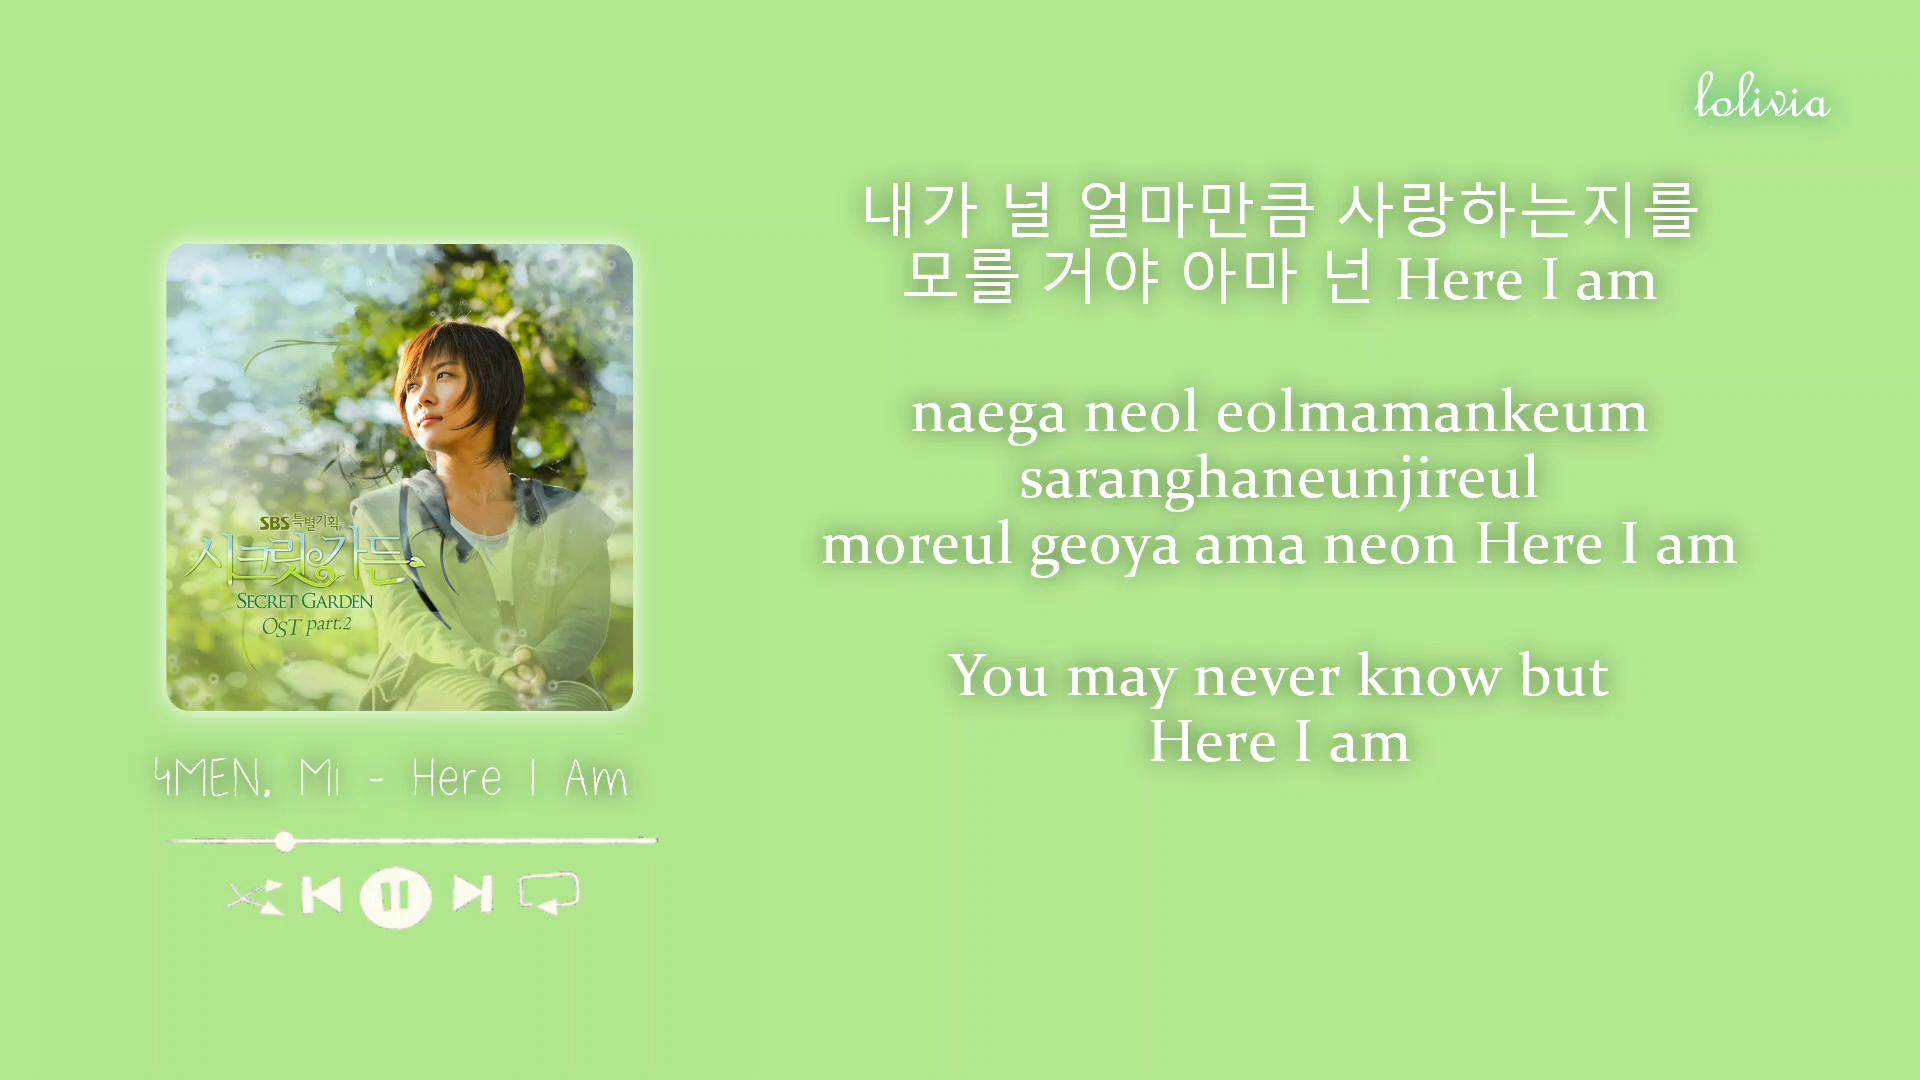 lolivia
내가 널 얼마만큼 사랑하는지를
모를 거야 아마 넌 Here I am
naega neol eolmamankeum
saranghaneunjireul
moreul geoya ama neon Here I am
You may never know but
Here I am
SBS 특별기획
시크릿 가든
SECRET GARDEN
OST part.2
4MEN. Mi - Here I Am